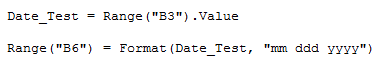 Date_Test = Range("B3").Value
Range("B6") = Format(Date_Test, "mm ddd yyyy")